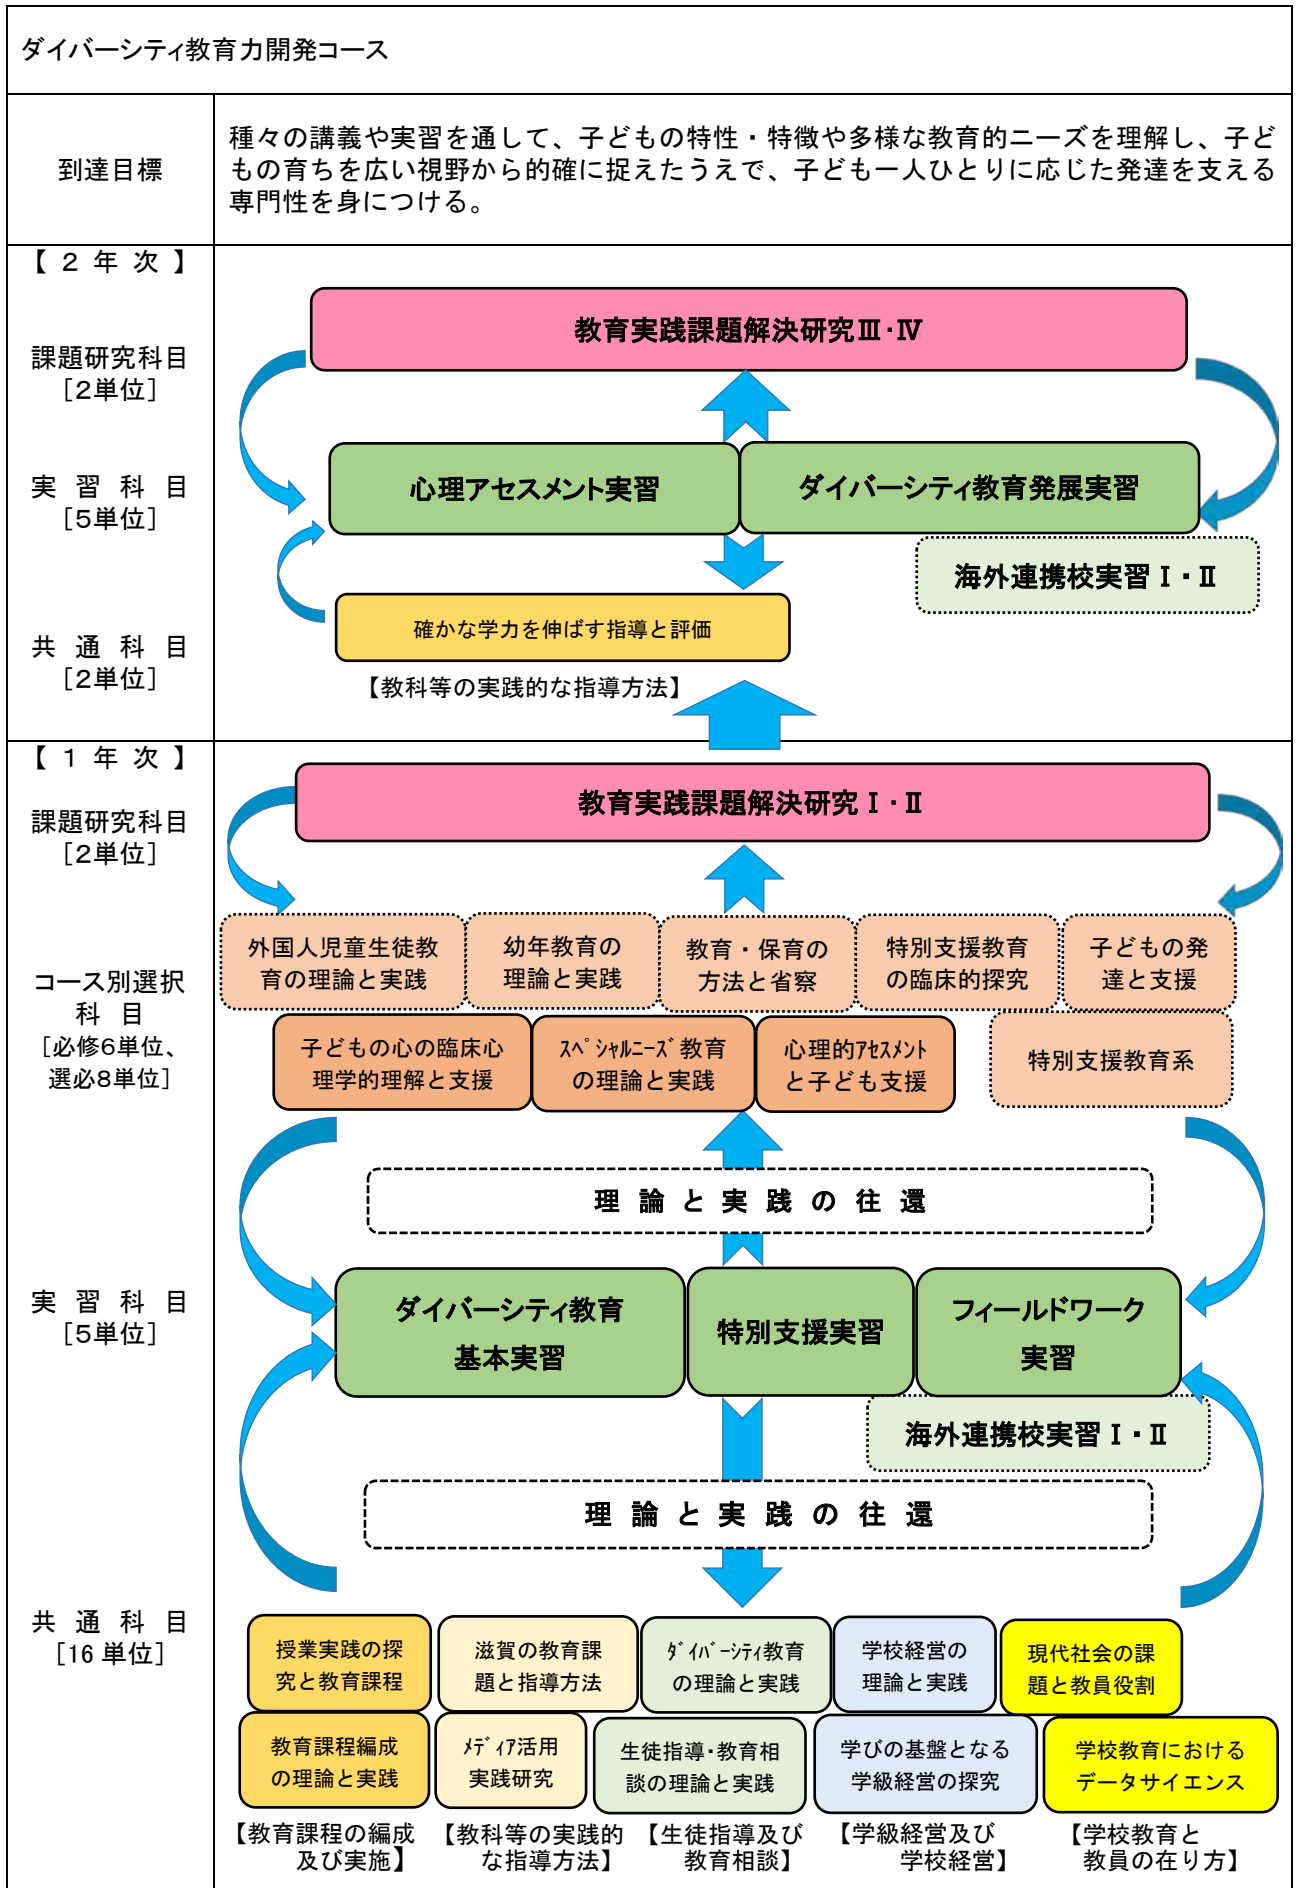 ダイバーシティ教育力開発コース
到達目標
種々の講義や実習を通して、子どもの特性・特徴や多様な教育的ニーズを理解し、子ど
もの育ちを広い視野から的確に捉えたうえで、子ども一人ひとりに応じた発達を支える
専門性を身につける。
【２年次】
課題研究科目
［２単位］
実習科目
［５単位］
共通科目
［２単位］
教育実践課題解決研究Ⅲ・Ⅳ
心理アセスメント実習
ダイバーシティ教育発展実習
海外連携校実習Ⅰ・Ⅱ
確かな学力を伸ばす指導と評価
【教科等の実践的な指導方法】
【１年次】
課題研究科目
［２単位］
コース別選択
科目
［必修６単位、
選必８単位］
実習科目
［５単位］
共通科目
［16 単位］
教育実践課題解決研究Ⅰ・Ⅱ
外国人児童生徒教
育の理論と実践
幼年教育の
理論と実践
教育・保育の
方法と省察
特別支援教育
の臨床的探究
子どもの発
達と支援
子どもの心の臨床心
理学的理解と支援
ｽﾍﾟｼｬﾙﾆｰｽﾞ教育
の理論と実践
心理的ｱｾｽﾒﾝﾄ
と子ども支援
特別支援教育系
理論と実践の往還
ダイバーシティ教育
基本実習
特別支援実習
フィールドワーク
実習
海外連携校実習Ⅰ・Ⅱ
理論と実践の往還
授業実践の探
究と教育課程
滋賀の教育課
題と指導方法
ﾀﾞｲﾊﾞｰｼﾃｨ教育
の理論と実践
学校経営の
理論と実践
現代社会の課
題と教員役割
教育課程編成
の理論と実践
ﾒﾃﾞｨｱ活用
実践研究
生徒指導・教育相
談の理論と実践
学びの基盤となる
学級経営の探究
学校教育における
データサイエンス
【教育課程の編成
及び実施】
【教科等の実践的
な指導方法】
【生徒指導及び
教育相談】
【学級経営及び
学校経営】
【学校教育と
教員の在り方】